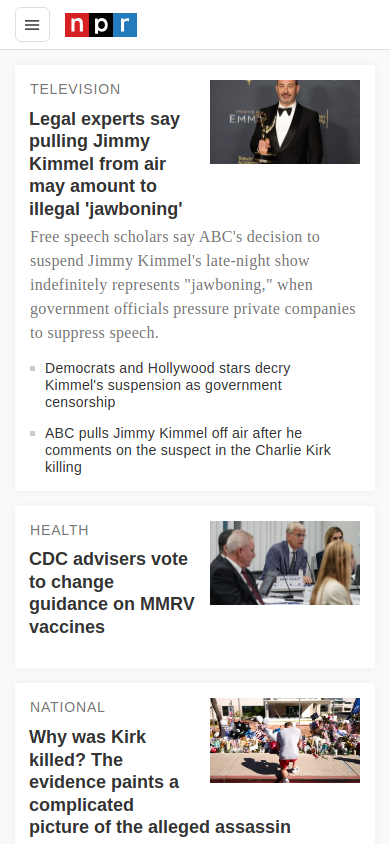 npr
TELEVISION
Legal experts say
pulling Jimmy
Kimmel from air
may amount to
illegal 'jawboning'
Free speech scholars say ABC's decision to
suspend Jimmy Kimmel's late-night show
indefinitely represents "jawboning," when
government officials pressure private companies
to suppress speech.
Democrats and Hollywood stars decry
Kimmel's suspension as government
censorship
ABC pulls Jimmy Kimmel off air after he
comments on the suspect in the Charlie Kirk
killing
HEALTH
CDC advisers vote
to change
guidance on MMRV
vaccines
NATIONAL
Why was Kirk
killed? The
evidence paints a
complicated
picture of the alleged assassin